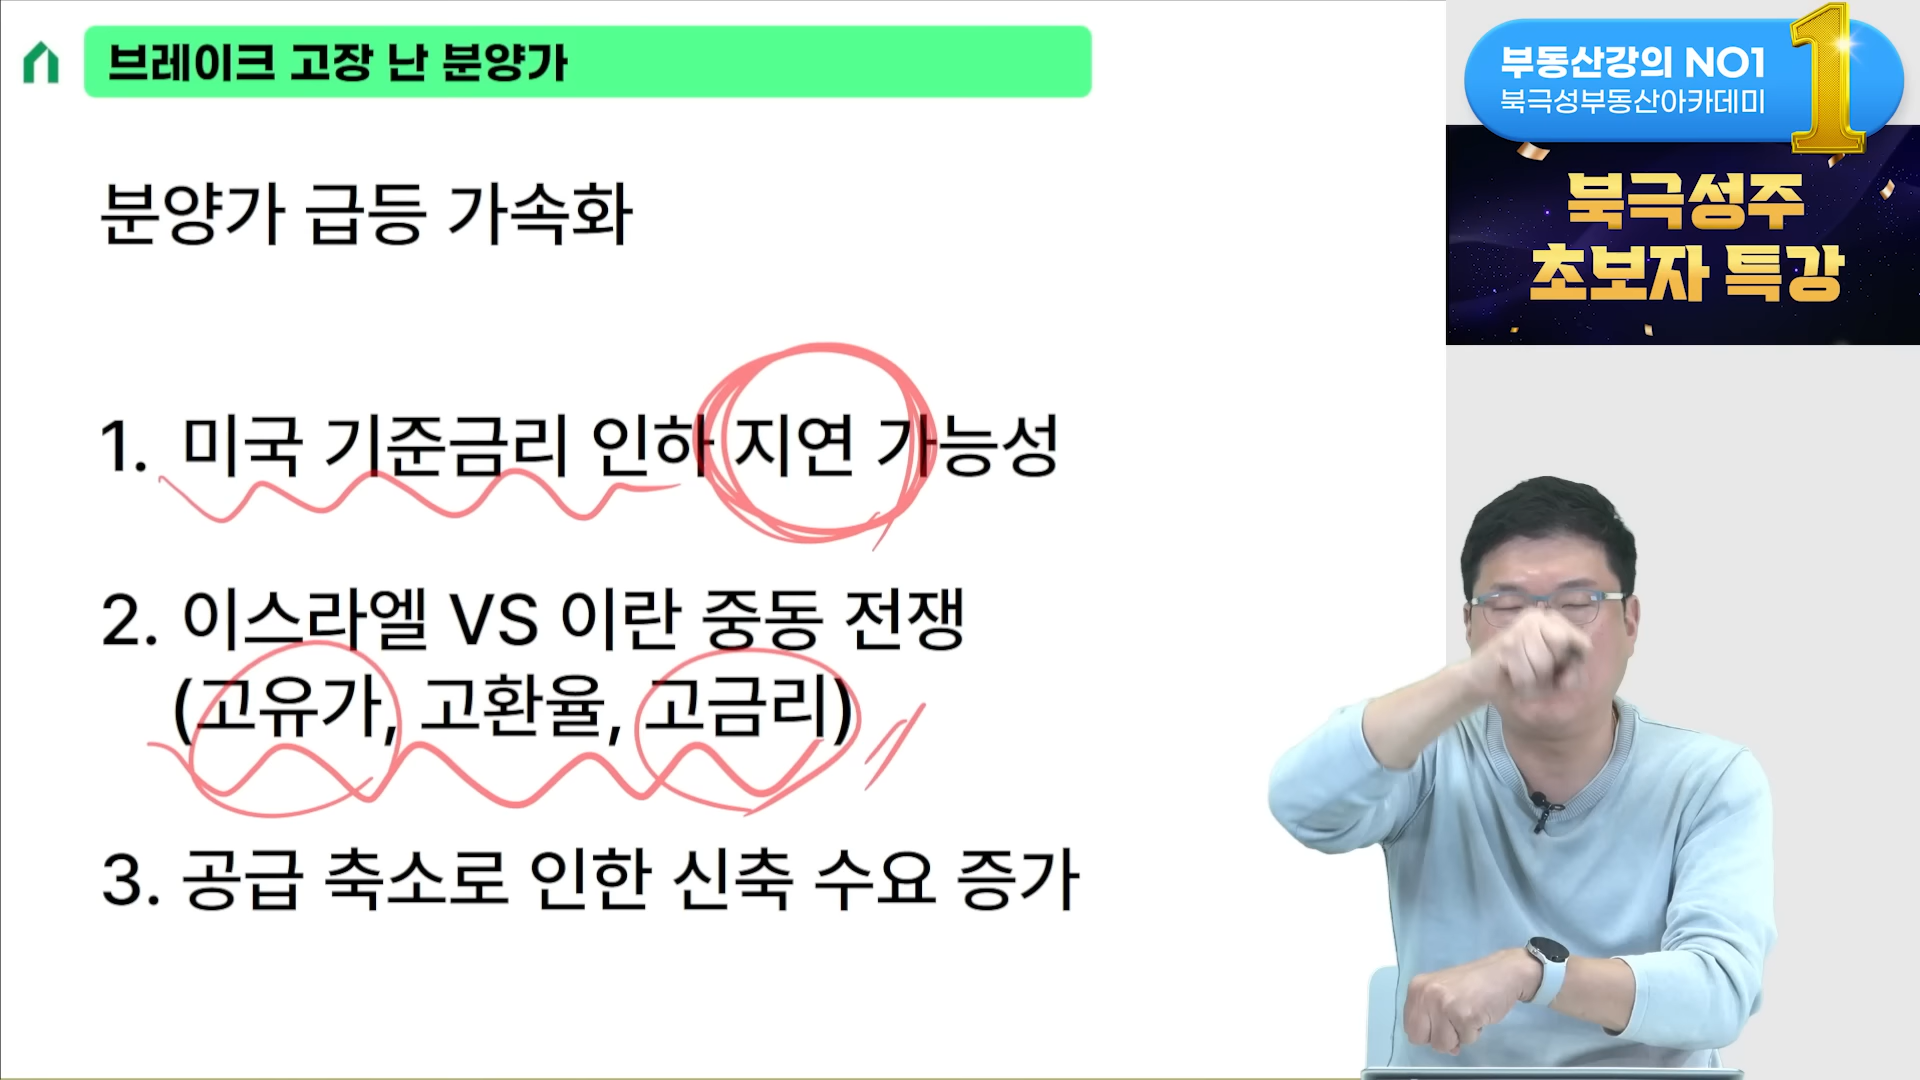 브레이크 고장 난 분양가
분양가 급등 가속화
1. 미국 기준금리 인하 지연 가능성
2. 이스라엘 VS 이란 중동 전쟁
(고유가, 고환율, 고금리)
3. 공급 축소로 인한 신축 수요 증가
부동산강의 NO1
북극성부동산아카데미
1
북극성주
초보자 특강